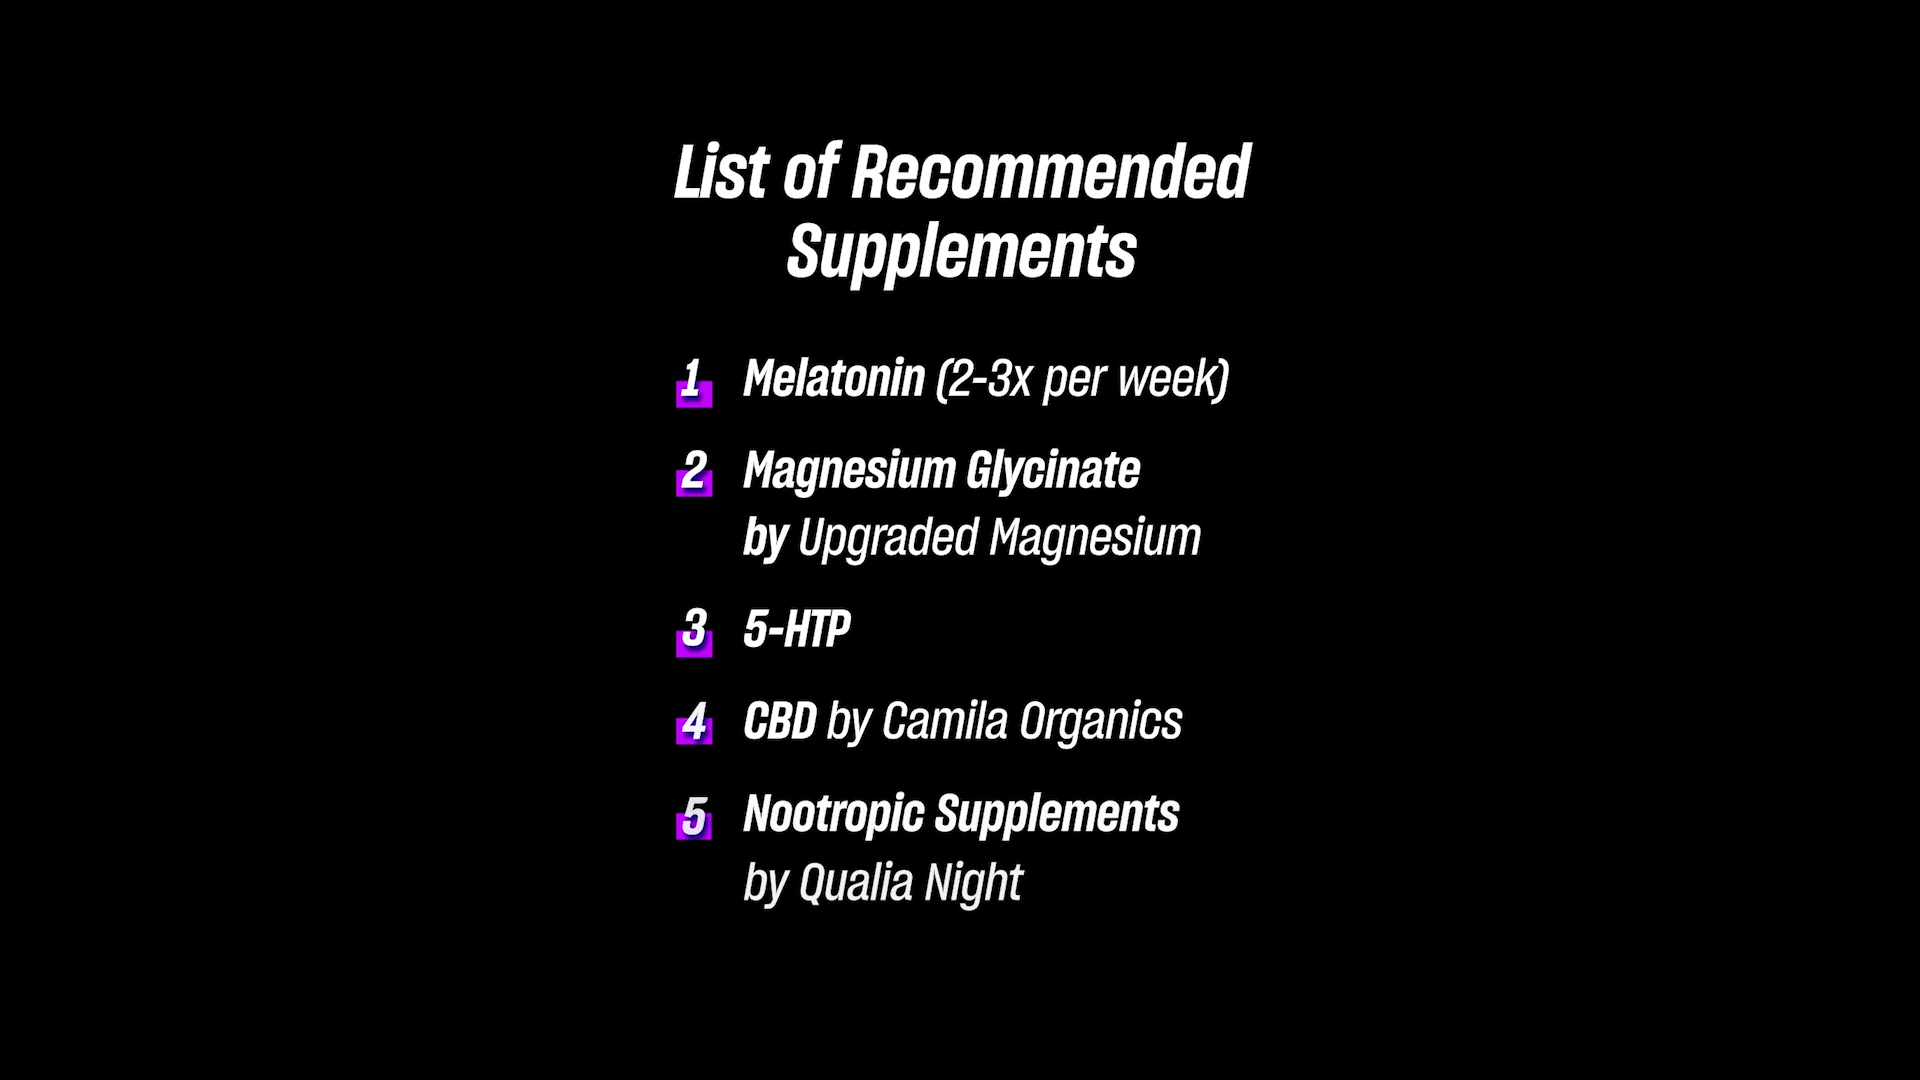 List of Recommended
Supplements
1 Melatonin (2-3x per week)
2 Magnesium Glycinate
by Upgraded Magnesium
3 5-HTP
4 CBD by Camila Organics
5 Nootropic Supplements
by Qualia Night